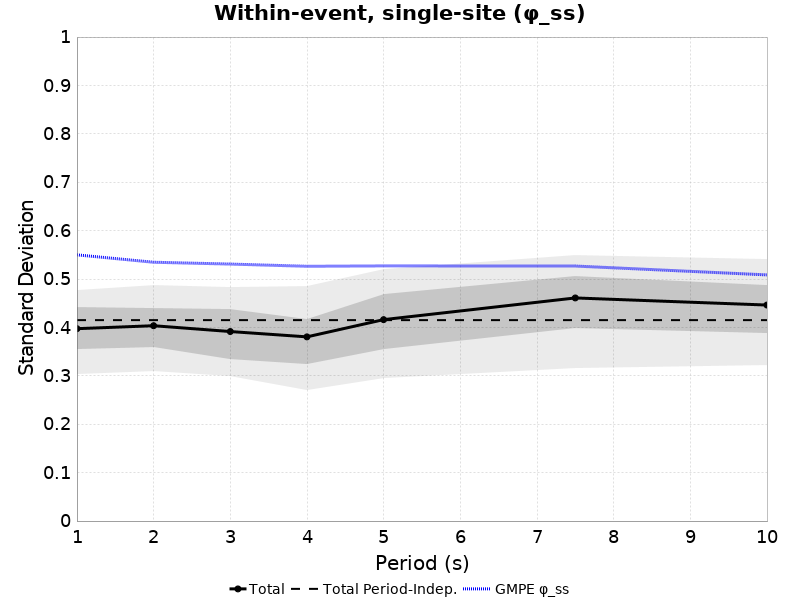 Within-event, single-site (φ_ss)
1
0.9
0.8
0.7
0.6
0.5
0.4
0.3
0.2
0.1
0
Standard Deviation
1 2 3 4 5 6 7 8 9 10
Period (s)
Total Total Period-Indep. GMPE φ_ss